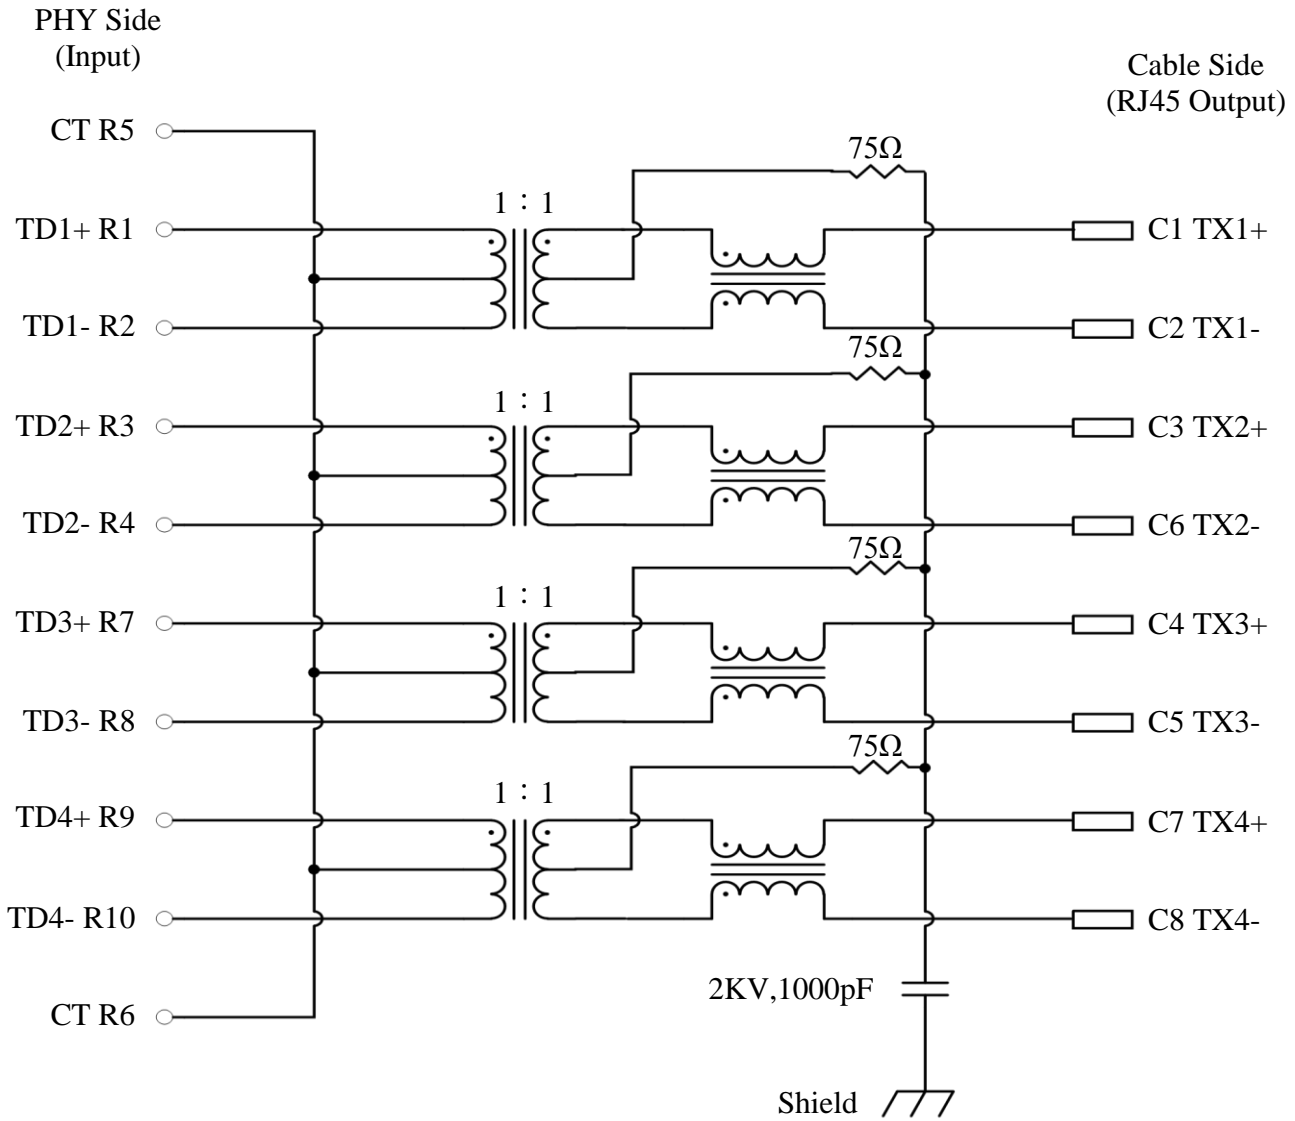 PHY Side
(Input)
Cable Side
(RJ45 Output)
CT R5
75Ω
1 : 1
TD1+ R1
C1 TX1+
TD1- R2
C2 TX1-
75Ω
1 : 1
TD2+ R3
C3 TX2+
TD2- R4
C6 TX2-
75Ω
1 : 1
TD3+ R7
C4 TX3+
TD3- R8
C5 TX3-
75Ω
1 : 1
TD4+ R9
C7 TX4+
TD4- R10
C8 TX4-
2KV,1000pF
CT R6
Shield